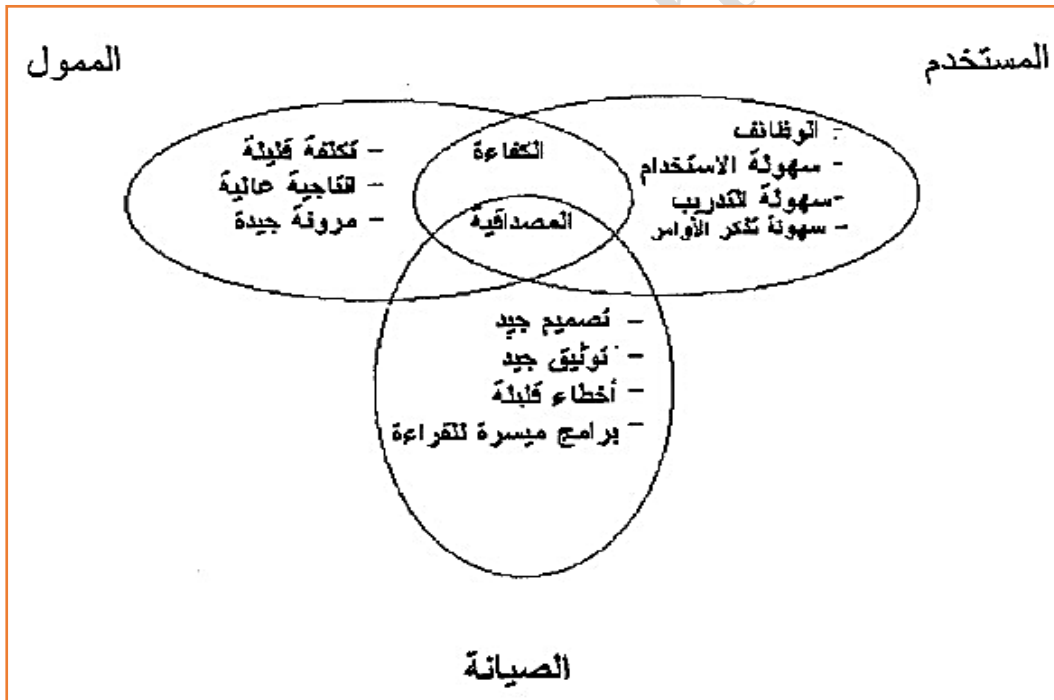 المستخدم
الممول
- الوظائف
- سهولة الاستخدام
- سهولة التدريب
- سهولة تذكر الأوامر
الكفاءة
المصداقية
- تكلفة قليلة
- انتاجية عالية
- مرونة جيدة
- تصميم جيد
- توثيق جيد
- أخطاء قليلة
- برامج ميسرة للقراءة
الصيانة